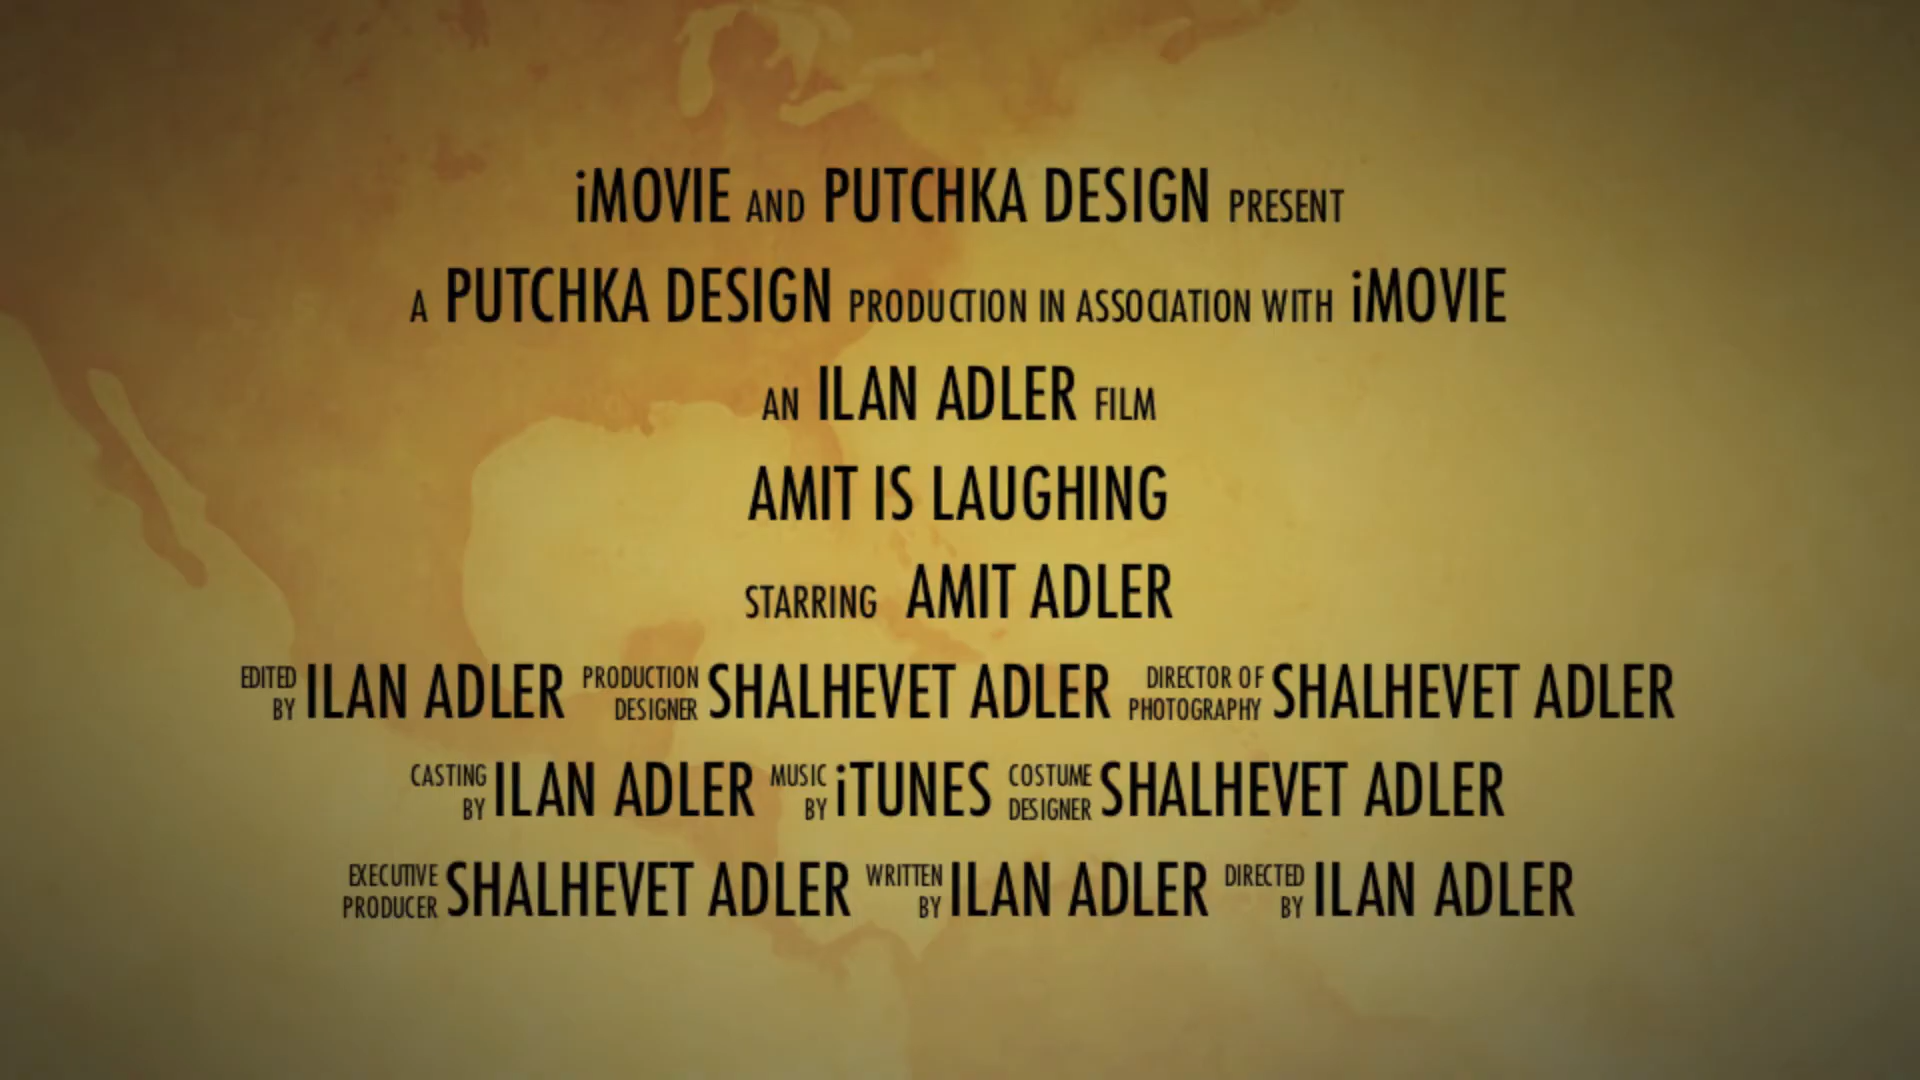 iMOVIE AND PUTCHKA DESIGN PRESENT
A PUTCHKA DESIGN PRODUCTION IN ASSOCIATION WITH iMOVIE
AN ILAN ADLER FILM
AMIT IS LAUGHING
STARRING AMIT ADLER
EDITED BY ILAN ADLER PRODUCTION DESIGNER SHALHEVET ADLER DIRECTOR OF PHOTOGRAPHY SHALHEVET ADLER
CASTING BY ILAN ADLER MUSIC BY iTUNES COSTUME DESIGNER SHALHEVET ADLER
EXECUTIVE PRODUCER SHALHEVET ADLER WRITTEN BY ILAN ADLER DIRECTED BY ILAN ADLER